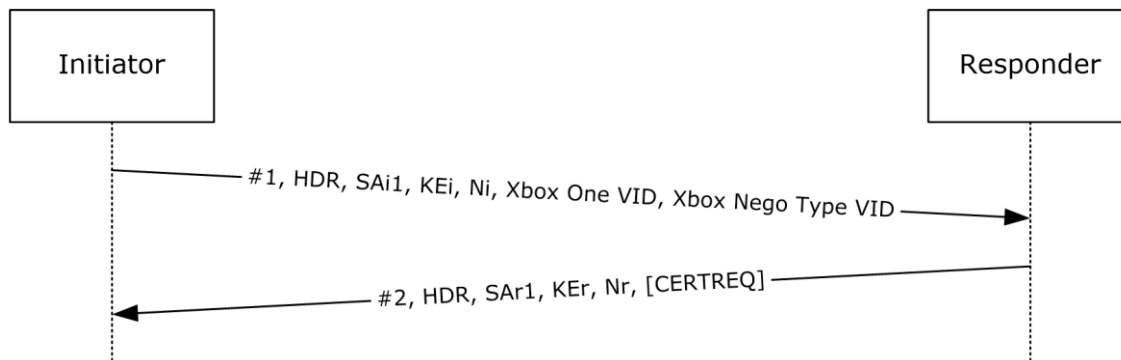 Initiator
Responder
#1, HDR, SAi1, KEi, Ni, Xbox One VID, Xbox Nego Type VID
#2, HDR, SAr1, KEr, Nr, [CERTREQ]